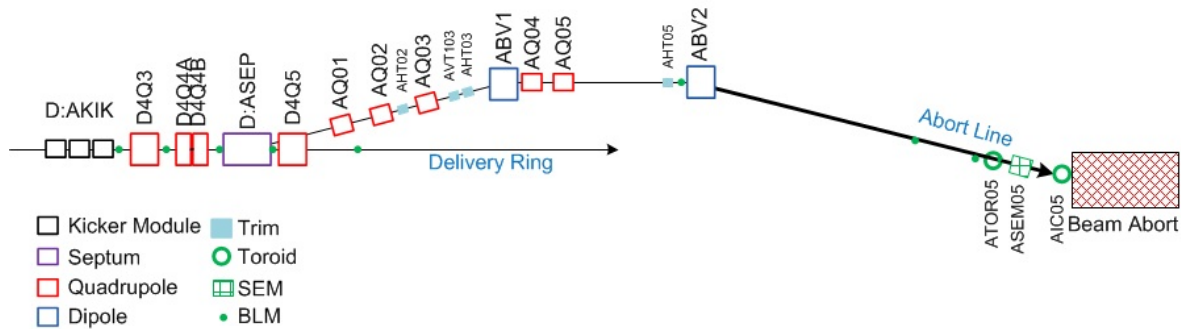 D:AKIK
D4Q3
D4Q4A
D4Q4B
D:ASEP
D4Q5
AQ01
AQ02
AHT02
AQ03
AVT103
AHT03
ABV1
AQ04
AQ05
AHT05
ABV2
Delivery Ring
Abort Line
ATOR05
ASEM05
AIC05
Beam Abort
Kicker Module
Septum
Quadrupole
Dipole
Trim
Toroid
SEM
BLM